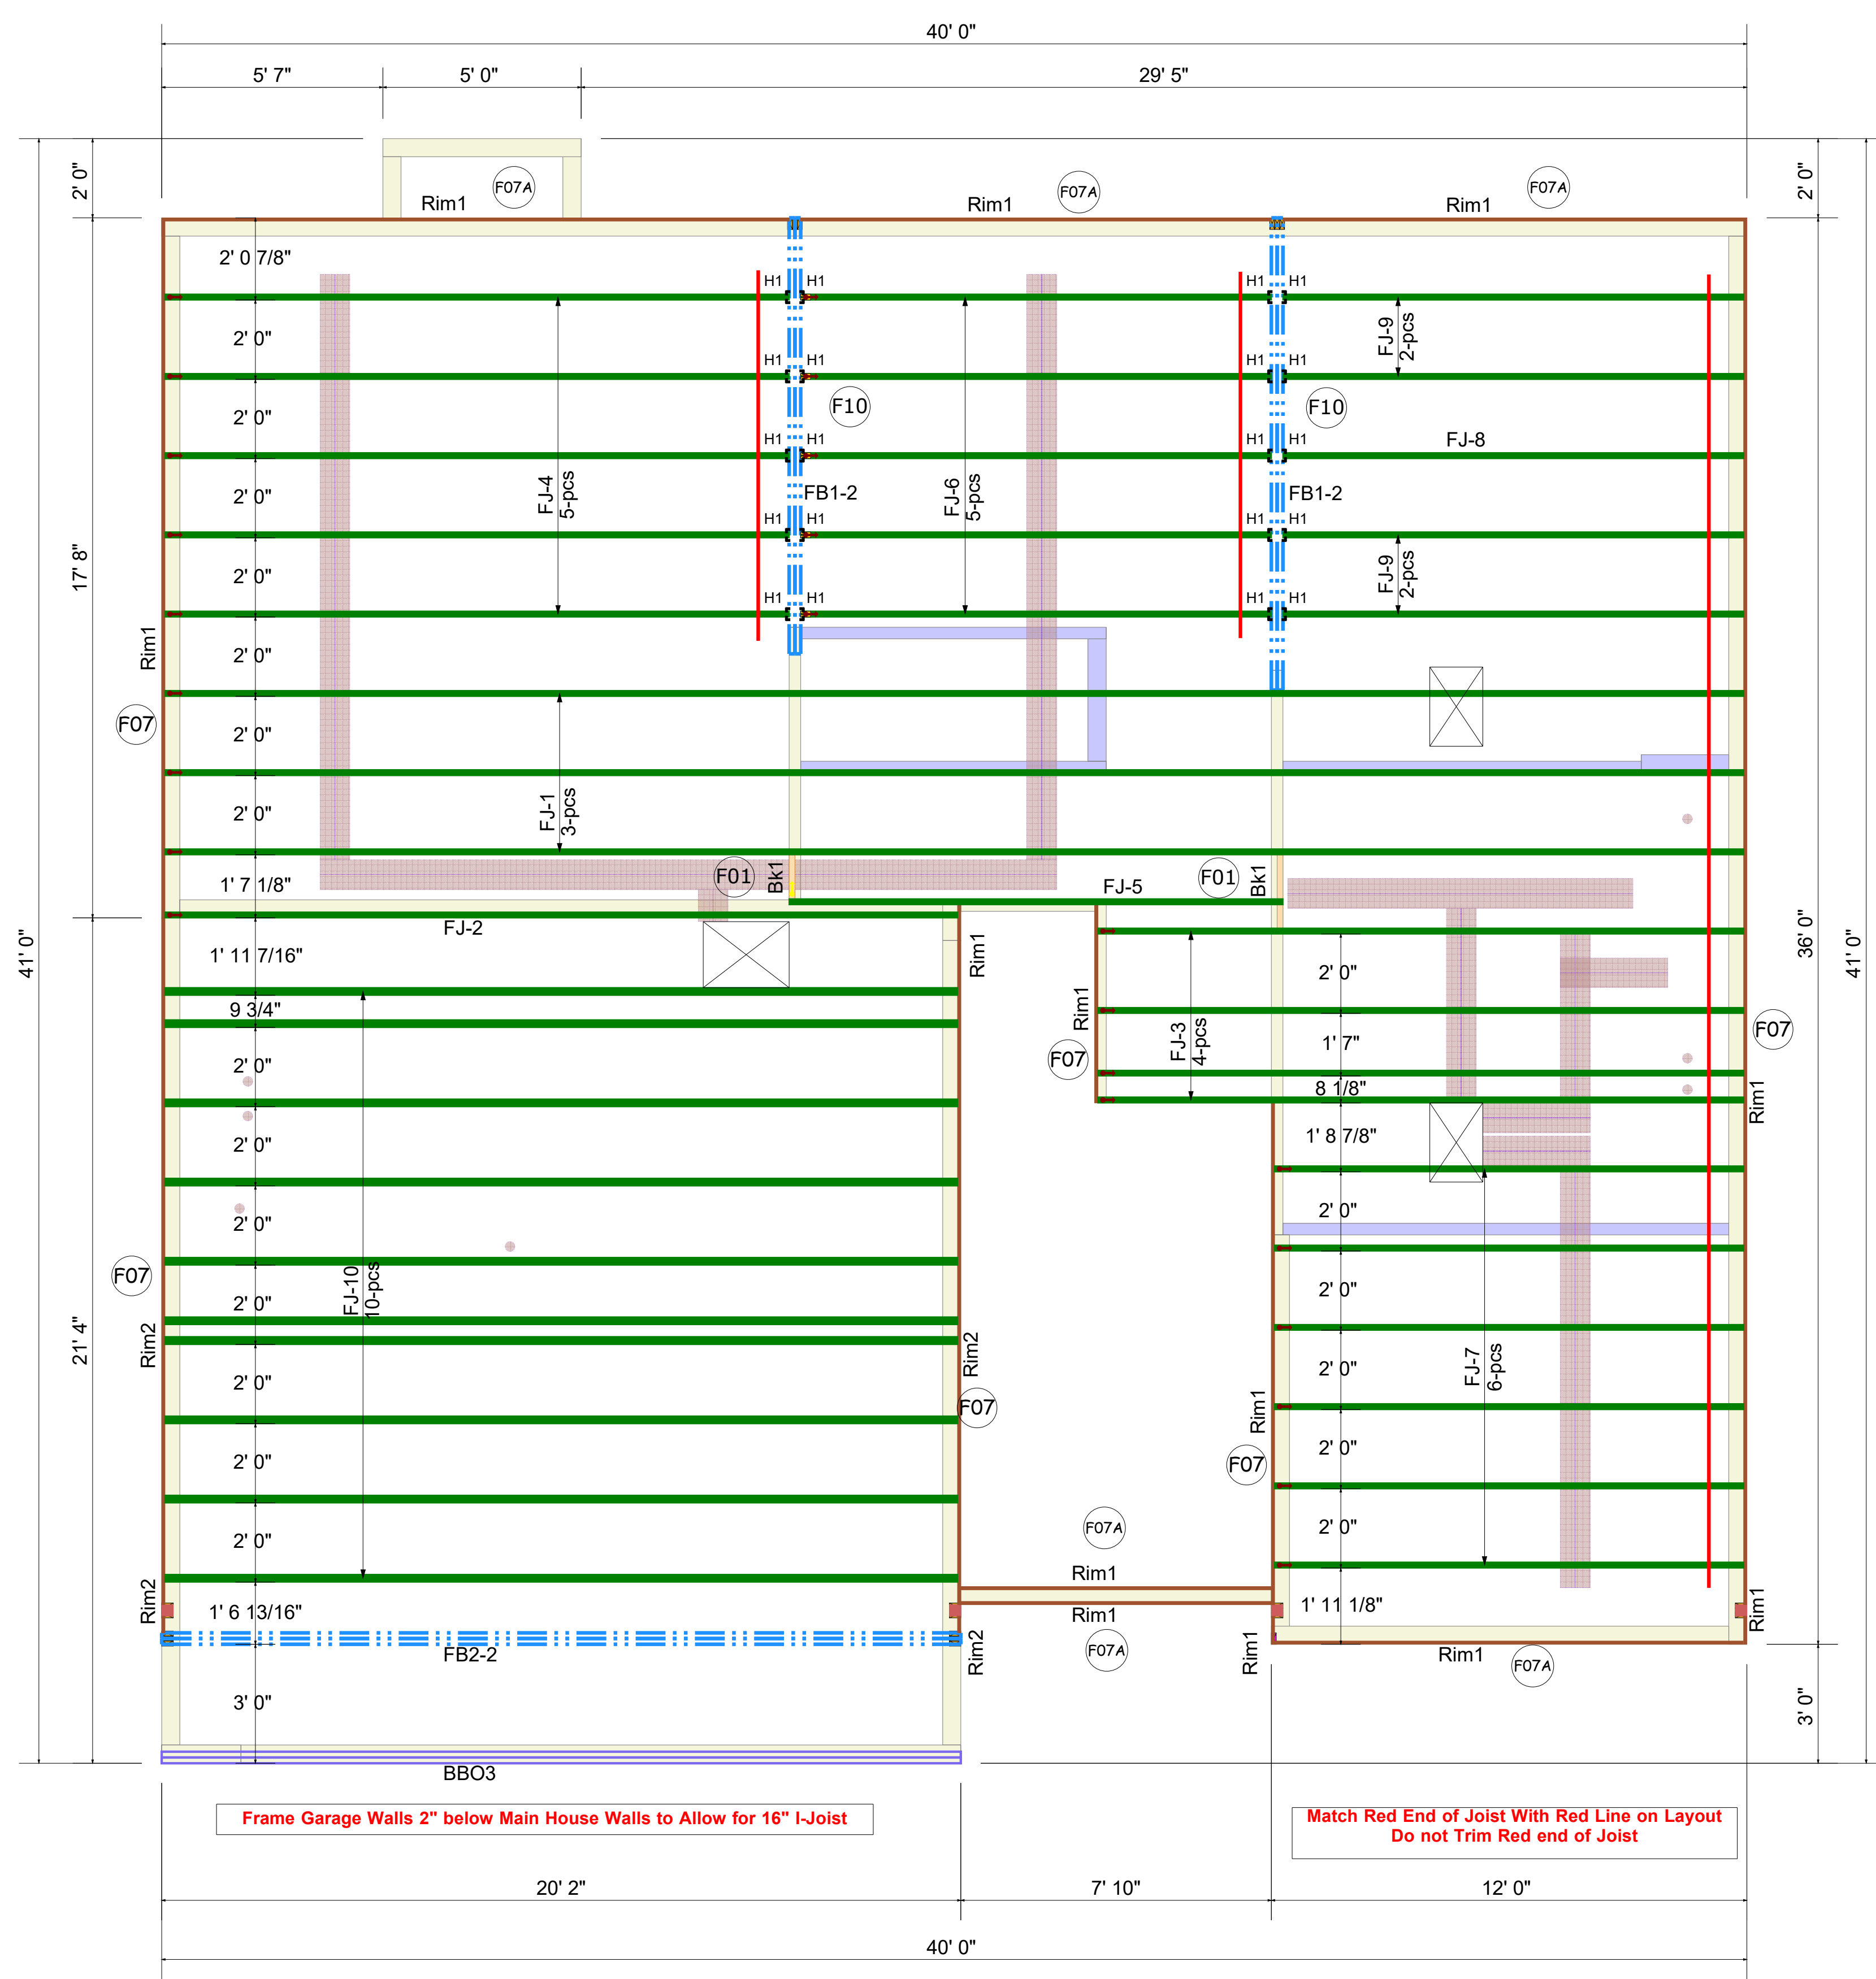 40' 0"
5' 7"
5' 0"
29' 5"
2' 0"
2' 0"
F07A
F07A
F07A
Rim1
Rim1
Rim1
2' 0 7/8"
H1 H1 H1 H1
2' 0"
FJ-9
2-pcs
H1 H1 H1 H1
2' 0"
F10
F10
H1 H1 H1 H1
FJ-8
FJ-4
5-pcs
2' 0"
FB1-2
FJ-6
5-pcs
FB1-2
H1 H1 H1 H1
17' 8"
2' 0"
FJ-9
2-pcs
H1 H1 H1 H1
Rim1
2' 0"
F07
2' 0"
FJ-1
3-pcs
2' 0"
1' 7 1/8"
F01
Bk1
FJ-5
F01
Bk1
FJ-2
41' 0"
1' 11 7/16"
Rim1
36' 0"
41' 0"
2' 0"
9 3/4"
Rim1
F07
FJ-3
4-pcs
1' 7"
F07
2' 0"
8 1/8"
Rim1
2' 0"
1' 8 7/8"
2' 0"
2' 0"
F07
FJ-10
10-pcs
2' 0"
2' 0"
21' 4"
Rim2
Rim2
FJ-7
6-pcs
2' 0"
2' 0"
F07
Rim1
2' 0"
2' 0"
F07
2' 0"
F07A
2' 0"
Rim2
Rim1
1' 6 13/16"
Rim1
1' 11 1/8"
Rim1
FB2-2
Rim2
F07A
Rim1
Rim1
F07A
3' 0"
3' 0"
BBO3
Frame Garage Walls 2" below Main House Walls to Allow for 16" I-Joist
Match Red End of Joist With Red Line on Layout
Do not Trim Red end of Joist
20' 2"
7' 10"
12' 0"
40' 0"